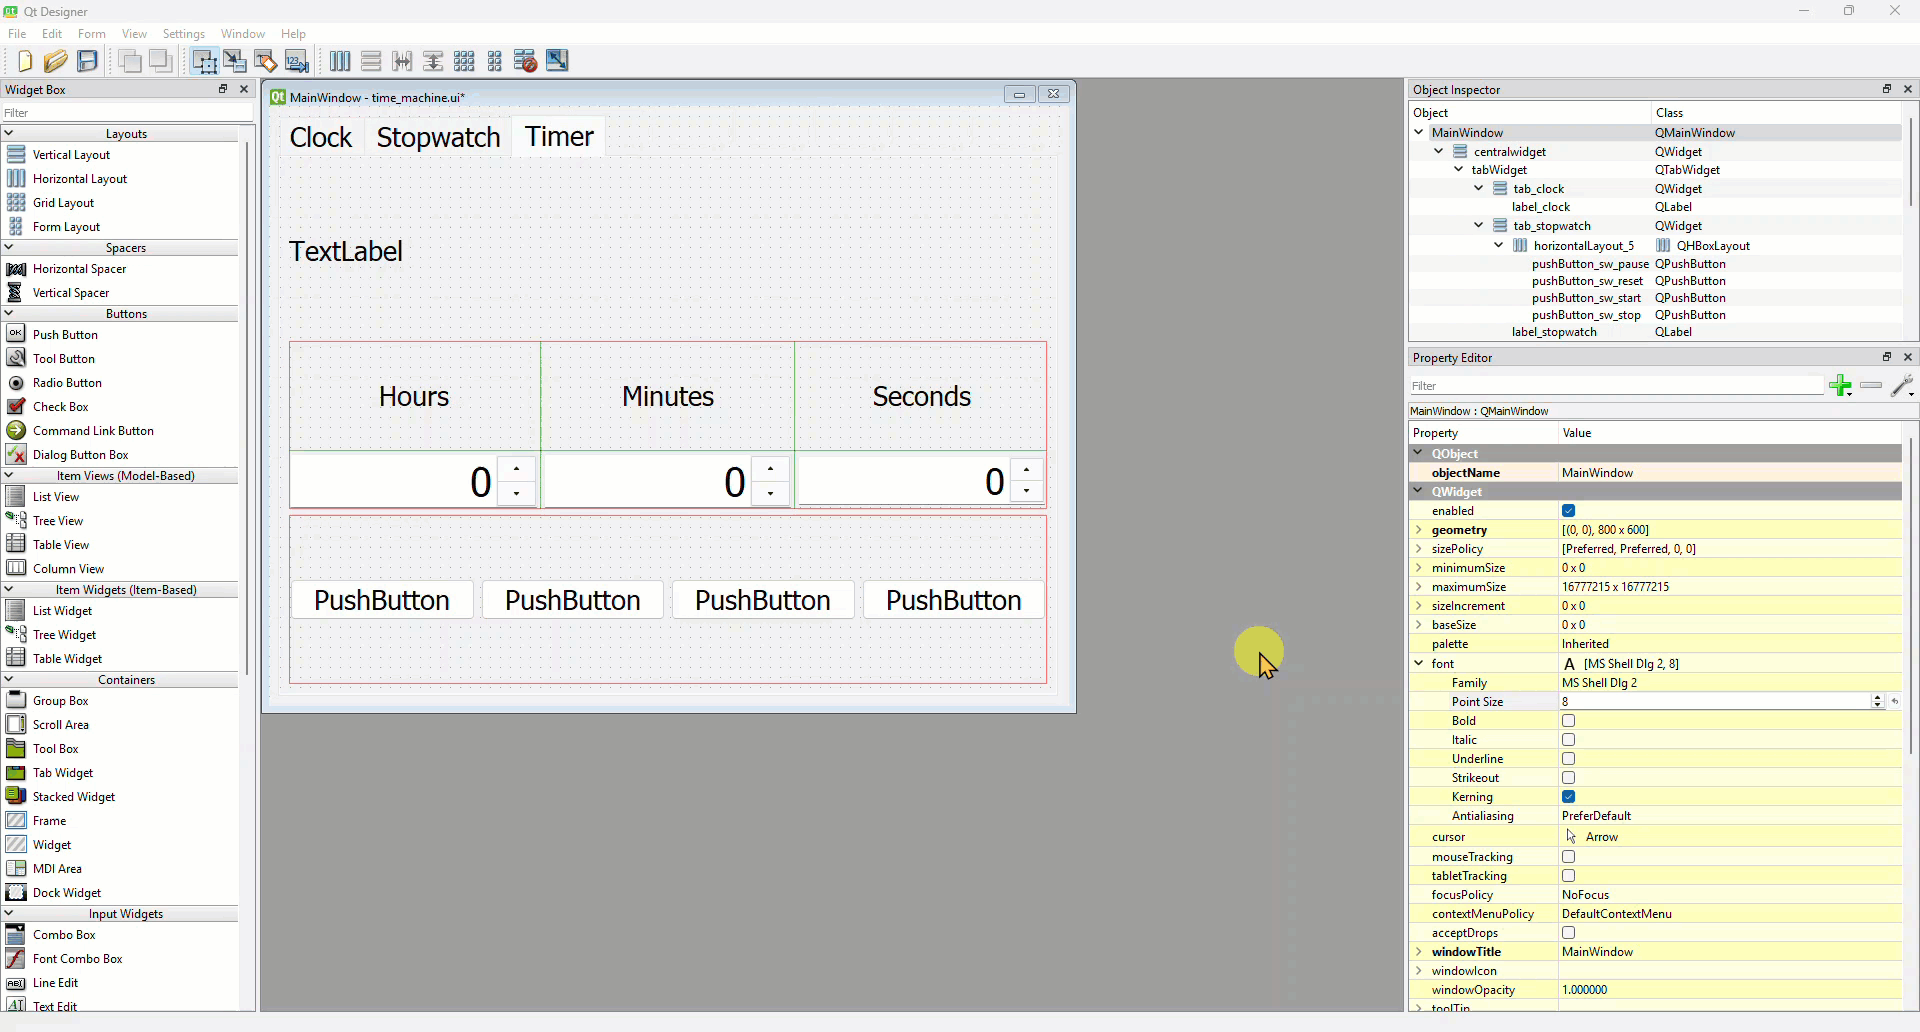 Qt Designer
File Edit Form View Settings Window Help
Widget Box
Filter
Layouts
Vertical Layout
Horizontal Layout
Grid Layout
Form Layout
Spacers
Horizontal Spacer
Vertical Spacer
Buttons
Push Button
Tool Button
Radio Button
Check Box
Command Link Button
Dialog Button Box
Item Views (Model-Based)
List View
Tree View
Table View
Column View
Item Widgets (Item-Based)
List Widget
Tree Widget
Table Widget
Containers
Group Box
Scroll Area
Tool Box
Tab Widget
Stacked Widget
Frame
Widget
MDI Area
Dock Widget
Input Widgets
Combo Box
Font Combo Box
Line Edit
Text Edit
MainWindow - time_machine.ui*
Clock Stopwatch Timer
TextLabel
Hours Minutes Seconds
0 0 0
PushButton PushButton PushButton PushButton
Object Inspector
Object Class
MainWindow QMainWindow
centralwidget QWidget
tabWidget QTabWidget
tab_clock QWidget
label_clock QLabel
tab_stopwatch QWidget
horizontalLayout_5 QHBoxLayout
pushButton_sw_pause QPushButton
pushButton_sw_reset QPushButton
pushButton_sw_start QPushButton
pushButton_sw_stop QPushButton
label_stopwatch QLabel
Property Editor
Filter
MainWindow : QMainWindow
Property Value
QObject
objectName MainWindow
QWidget
enabled
geometry [(0, 0), 800 x 600]
sizePolicy [Preferred, Preferred, 0, 0]
minimumSize 0 x 0
maximumSize 16777215 x 16777215
sizeIncrement 0 x 0
baseSize 0 x 0
palette Inherited
font A [MS Shell Dlg 2, 8]
Family MS Shell Dlg 2
Point Size 8
Bold
Italic
Underline
Strikeout
Kerning
Antialiasing PreferDefault
cursor Arrow
mouseTracking
tabletTracking
focusPolicy NoFocus
contextMenuPolicy DefaultContextMenu
acceptDrops
windowTitle MainWindow
windowIcon
windowOpacity 1.000000
toolTip